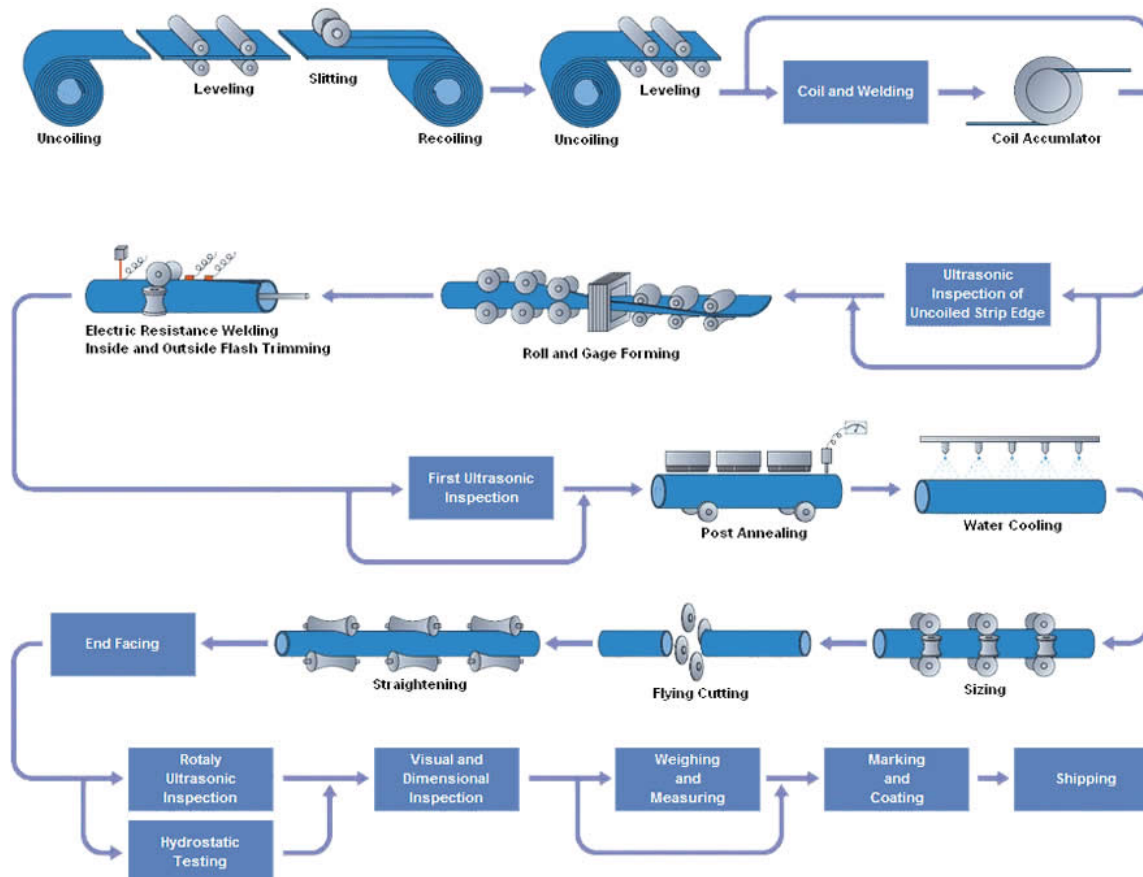 Uncoiling
Leveling
Slitting
Recoiling
Uncoiling
Leveling
Coil and Welding
Coil Accumlator
Electric Resistance Welding
Inside and Outside Flash Trimming
Roll and Gage Forming
Ultrasonic
Inspection of
Uncoiled Strip Edge
First Ultrasonic
Inspection
Post Annealing
Water Cooling
End Facing
Straightening
Flying Cutting
Sizing
Rotaly
Ultrasonic
Inspection
Hydrostatic
Testing
Visual and
Dimensional
Inspection
Weighing
and
Measuring
Marking
and
Coating
Shipping